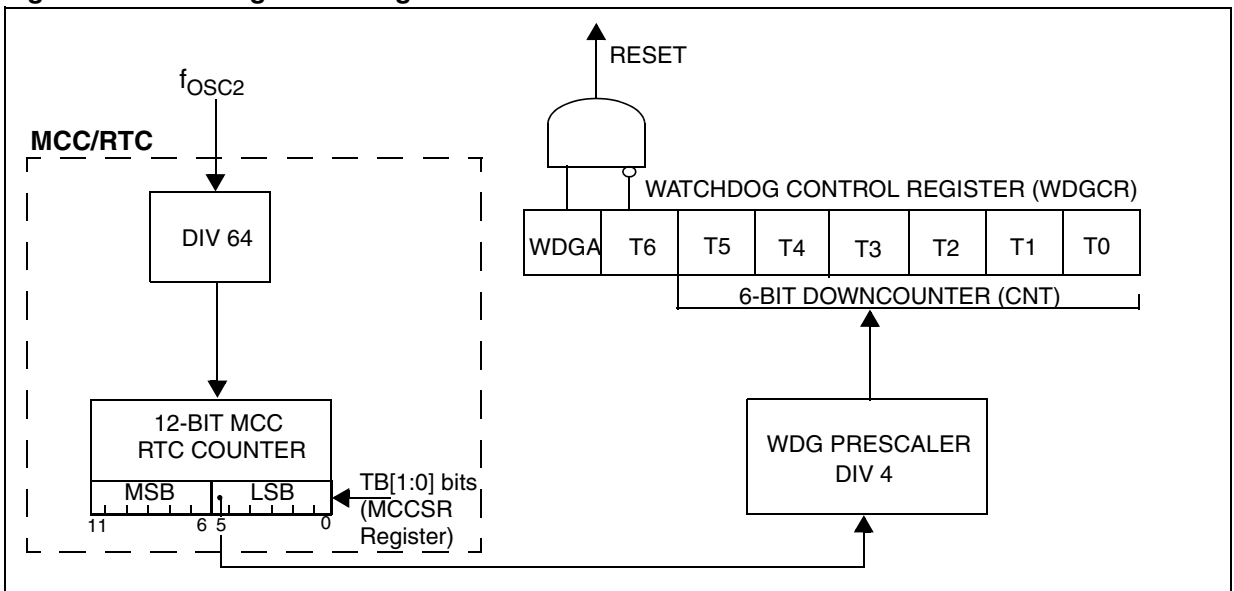 RESET
fOSC2
MCC/RTC
DIV 64
WATCHDOG CONTROL REGISTER (WDGCR)
WDGA T6 T5 T4 T3 T2 T1 T0
6-BIT DOWNCOUNTER (CNT)
12-BIT MCC
RTC COUNTER
MSB LSB
11 6 5 0
TB[1:0] bits
(MCCSR
Register)
WDG PRESCALER
DIV 4